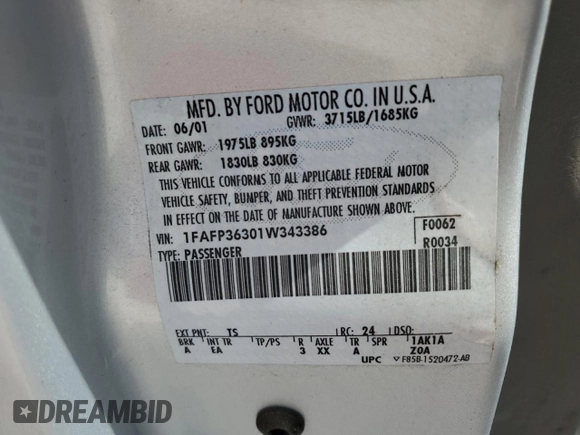 MFD. BY FORD MOTOR CO. IN U.S.A.
DATE: 06/01 GVWR: 3715LB/1685KG
FRONT GAWR: 1975LB 895KG
REAR GAWR: 1830LB 830KG
THIS VEHICLE CONFORMS TO ALL APPLICABLE FEDERAL MOTOR
VEHICLE SAFETY, BUMPER, AND THEFT PREVENTION STANDARDS
IN EFFECT ON THE DATE OF MANUFACTURE SHOWN ABOVE.
VIN: 1FAFP36301W343386 F0062
TYPE: PASSENGER R0034
EXT PNT: TS RC: 24 DSO:
BRK INT TR TP/PS R AXLE TR SPR 1AK1A
A EA 3 XX A Z0A
UPC F85B-1520472-AB
DREAMBID